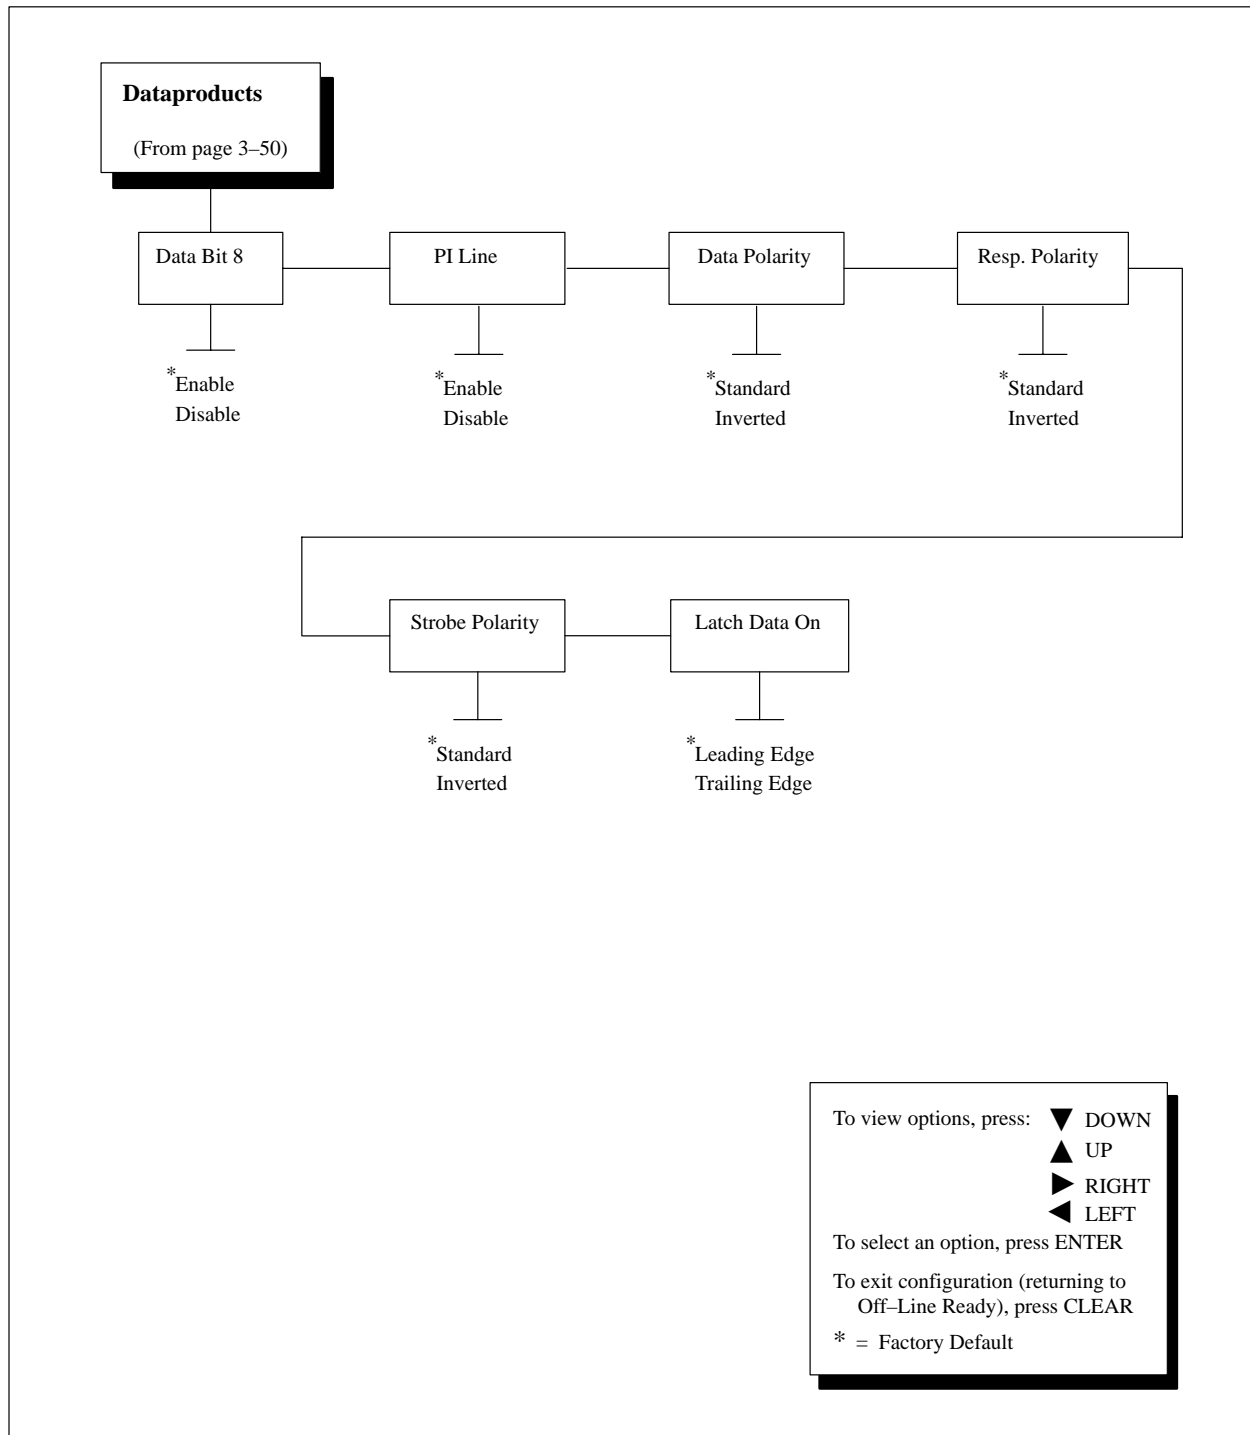 Dataproducts
(From page 3–50)
Data Bit 8
PI Line
Data Polarity
Resp. Polarity
*Enable
Disable
*Enable
Disable
*Standard
Inverted
*Standard
Inverted
Strobe Polarity
Latch Data On
*Standard
Inverted
*Leading Edge
Trailing Edge
To view options, press: ▼ DOWN
▲ UP
▶ RIGHT
◀ LEFT
To select an option, press ENTER
To exit configuration (returning to
Off–Line Ready), press CLEAR
* = Factory Default